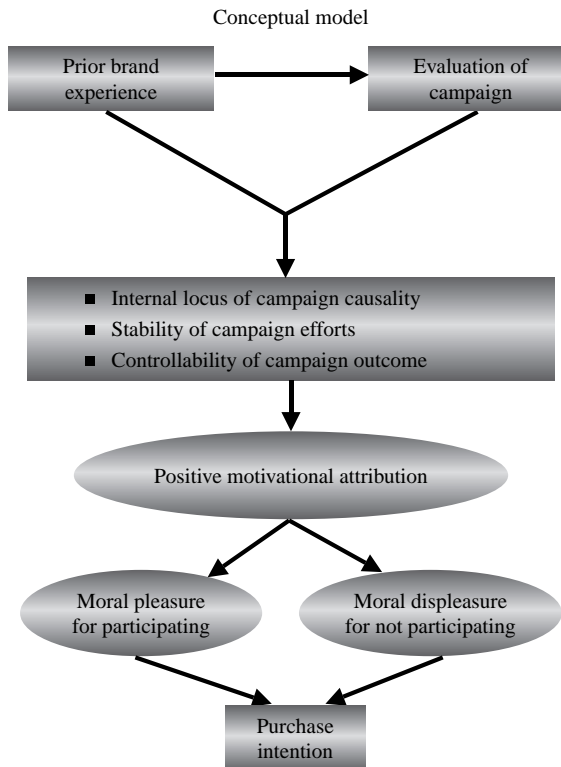 Conceptual model
Prior brand
experience
Evaluation of
campaign
■ Internal locus of campaign causality
■ Stability of campaign efforts
■ Controllability of campaign outcome
Positive motivational attribution
Moral pleasure
for participating
Moral displeasure
for not participating
Purchase
intention